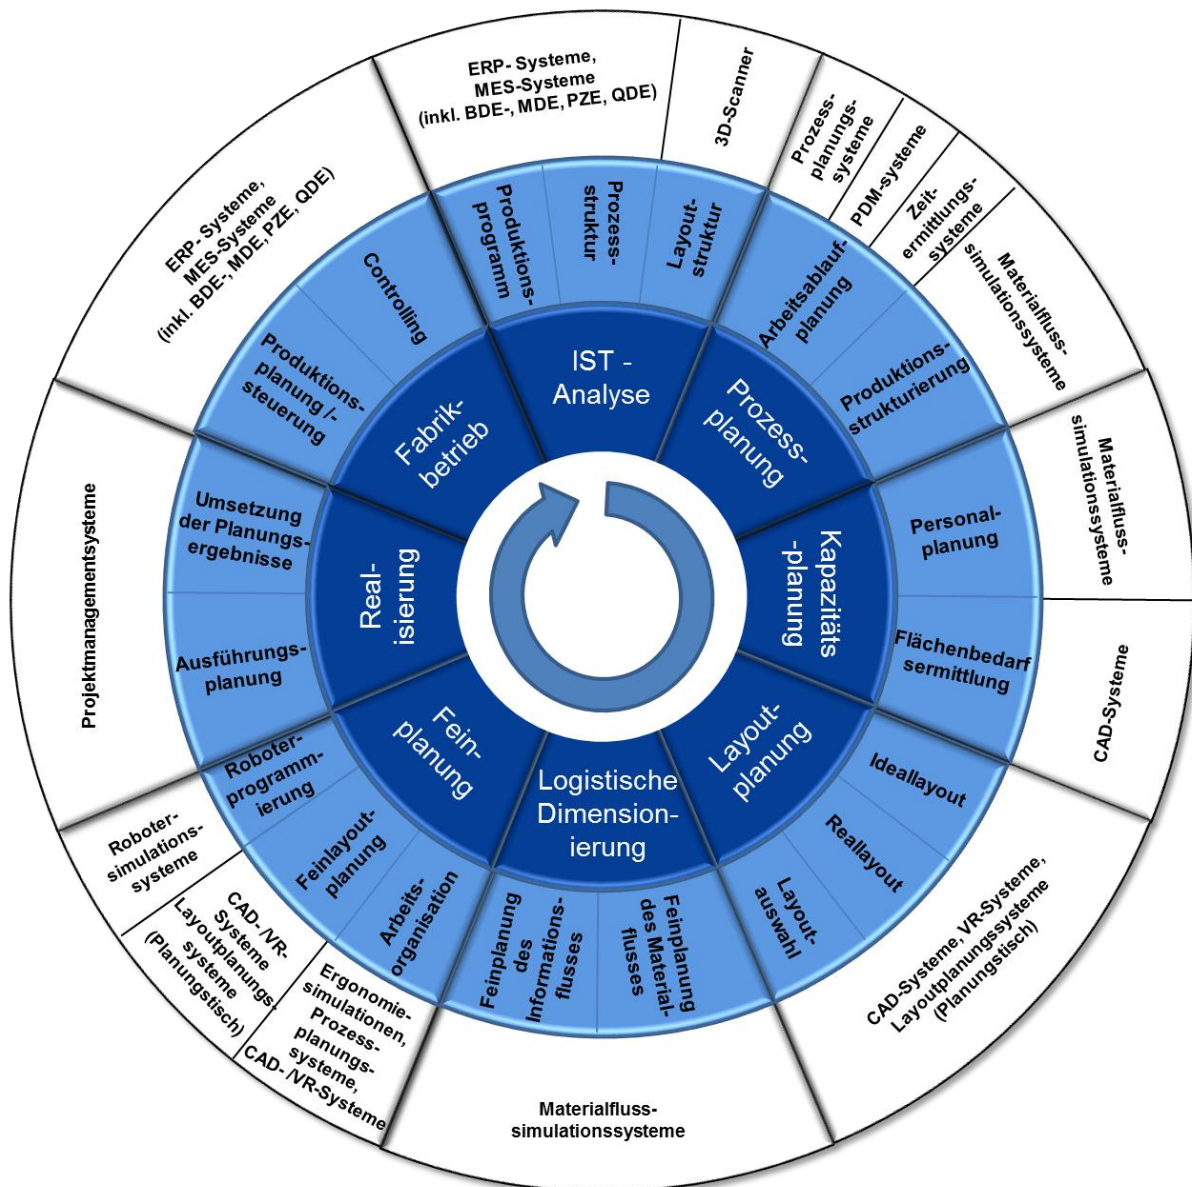 ERP- Systeme,
MES-Systeme
(inkl. BDE-, MDE, PZE, QDE)
3D-Scanner
Prozess-
planungs-
systeme
PDM-systeme
Zeit-
ermittlungs-
systeme
Materialfluss-
simulationssysteme
Materialfluss-
simulationssysteme
CAD-Systeme
CAD-Systeme, VR-Systeme,
Layoutplanungssysteme
(Planungstisch)
Materialfluss-
simulationssysteme
Ergonomie-
simulationen,
Prozess-
planungs-
systeme,
CAD- /VR-Systeme
CAD- /VR-
Systeme
Layoutplanungs-
systeme
(Planungstisch)
Roboter-
simulations-
systeme
Projektmanagementsysteme
ERP- Systeme,
MES-Systeme
(inkl. BDE-, MDE, PZE, QDE)
Produktions-
programm
Prozess-
struktur
Layout-
struktur
Arbeitsablauf-
planung
Produktions-
strukturierung
Personal-
planung
Flächenbedarf
sermittlung
Ideallayout
Reallayout
Layout-
auswahl
Feinplanung
des Material-
flusses
Feinplanung
des
Informations-
flusses
Arbeits-
organisation
Feinlayout-
planung
Roboter-
programm-
ierung
Ausführungs-
planung
Umsetzung
der Planungs-
ergebnisse
Produktions-
planung /-
steuerung
Controlling
IST -
Analyse
Prozess-
planung
Kapazitäts
-planung
Layout-
planung
Logistische
Dimension-
ierung
Fein-
planung
Real-
isierung
Fabrik-
betrieb